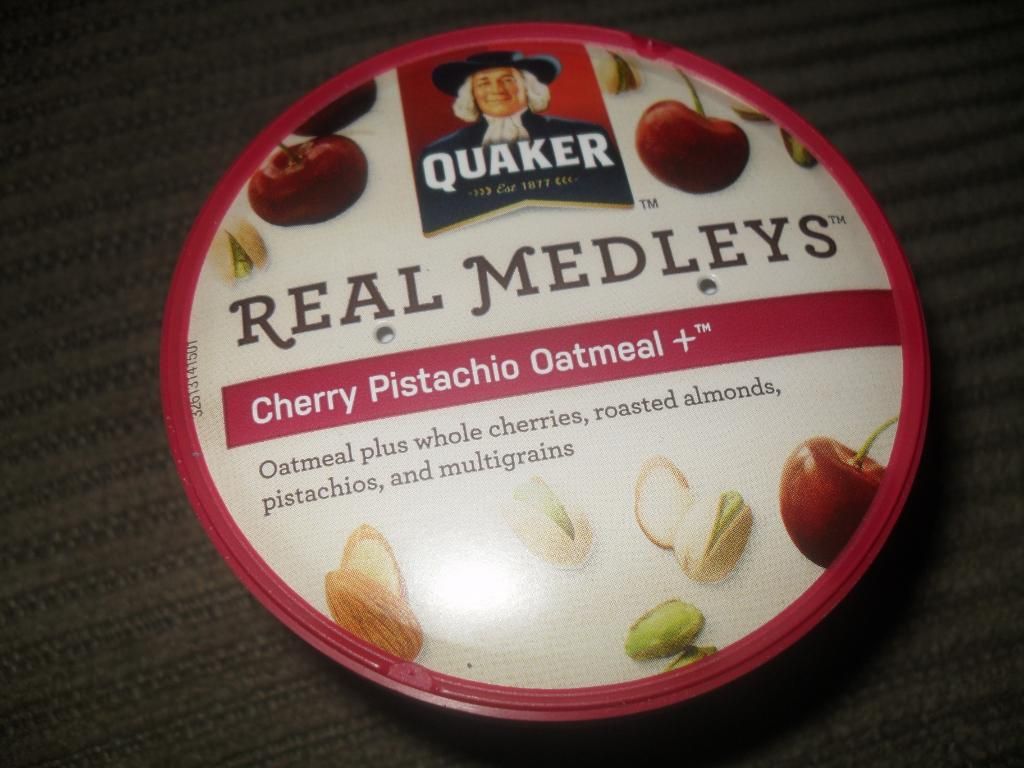 QUAKER
Est 1877
TM
REAL MEDLEYS™
Cherry Pistachio Oatmeal +™
Oatmeal plus whole cherries, roasted almonds,
pistachios, and multigrains